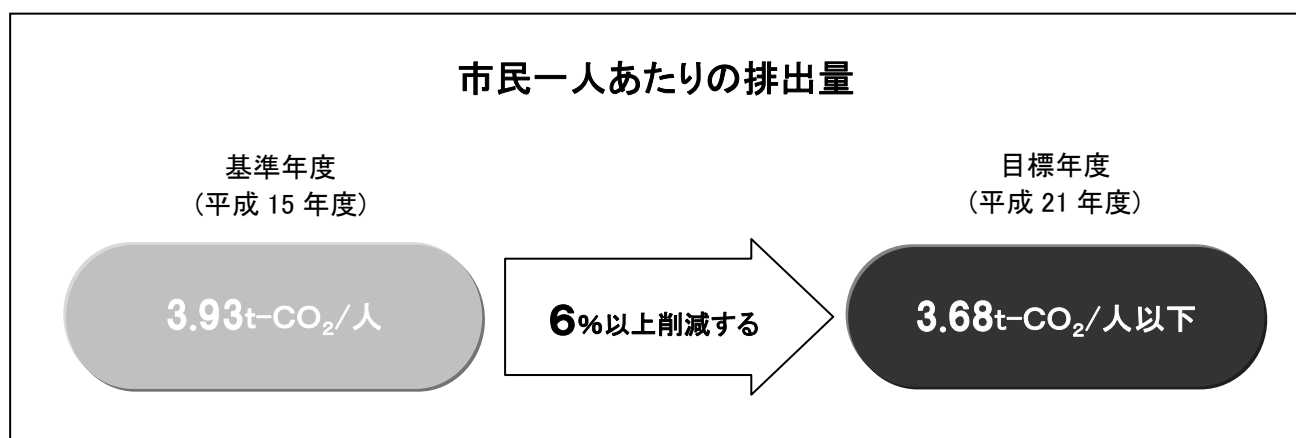 市民一人あたりの排出量
基準年度
(平成 15 年度)
目標年度
(平成 21 年度)
3.93t-CO₂/人
6%以上削減する
3.68t-CO₂/人以下